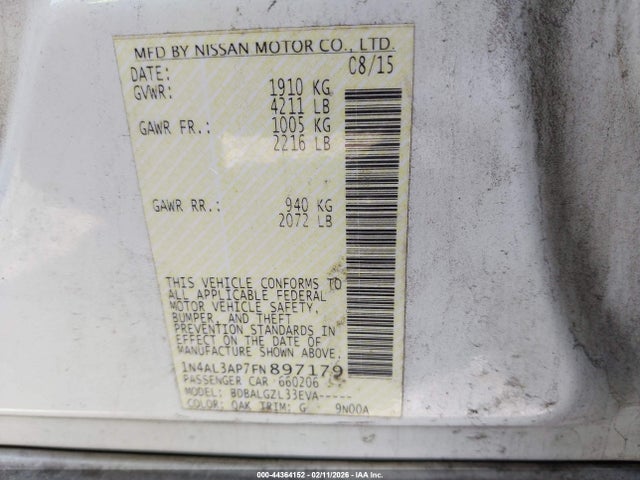 MFD BY NISSAN MOTOR CO., LTD.
DATE: 08/15
GVWR: 1910 KG
4211 LB
GAWR FR.: 1005 KG
2216 LB
GAWR RR.: 940 KG
2072 LB
THIS VEHICLE CONFORMS TO
ALL APPLICABLE FEDERAL
MOTOR VEHICLE SAFETY,
BUMPER, AND THEFT
PREVENTION STANDARDS IN
EFFECT ON THE DATE OF
MANUFACTURE SHOWN ABOVE.
1N4AL3AP7FN897179
PASSENGER CAR 660206
MODEL: BDBALGZL33EVA-----
COLOR: QAK TRIM: G 9N00A
000-44364152 - 02/11/2026 - COPYRIGHT IAA